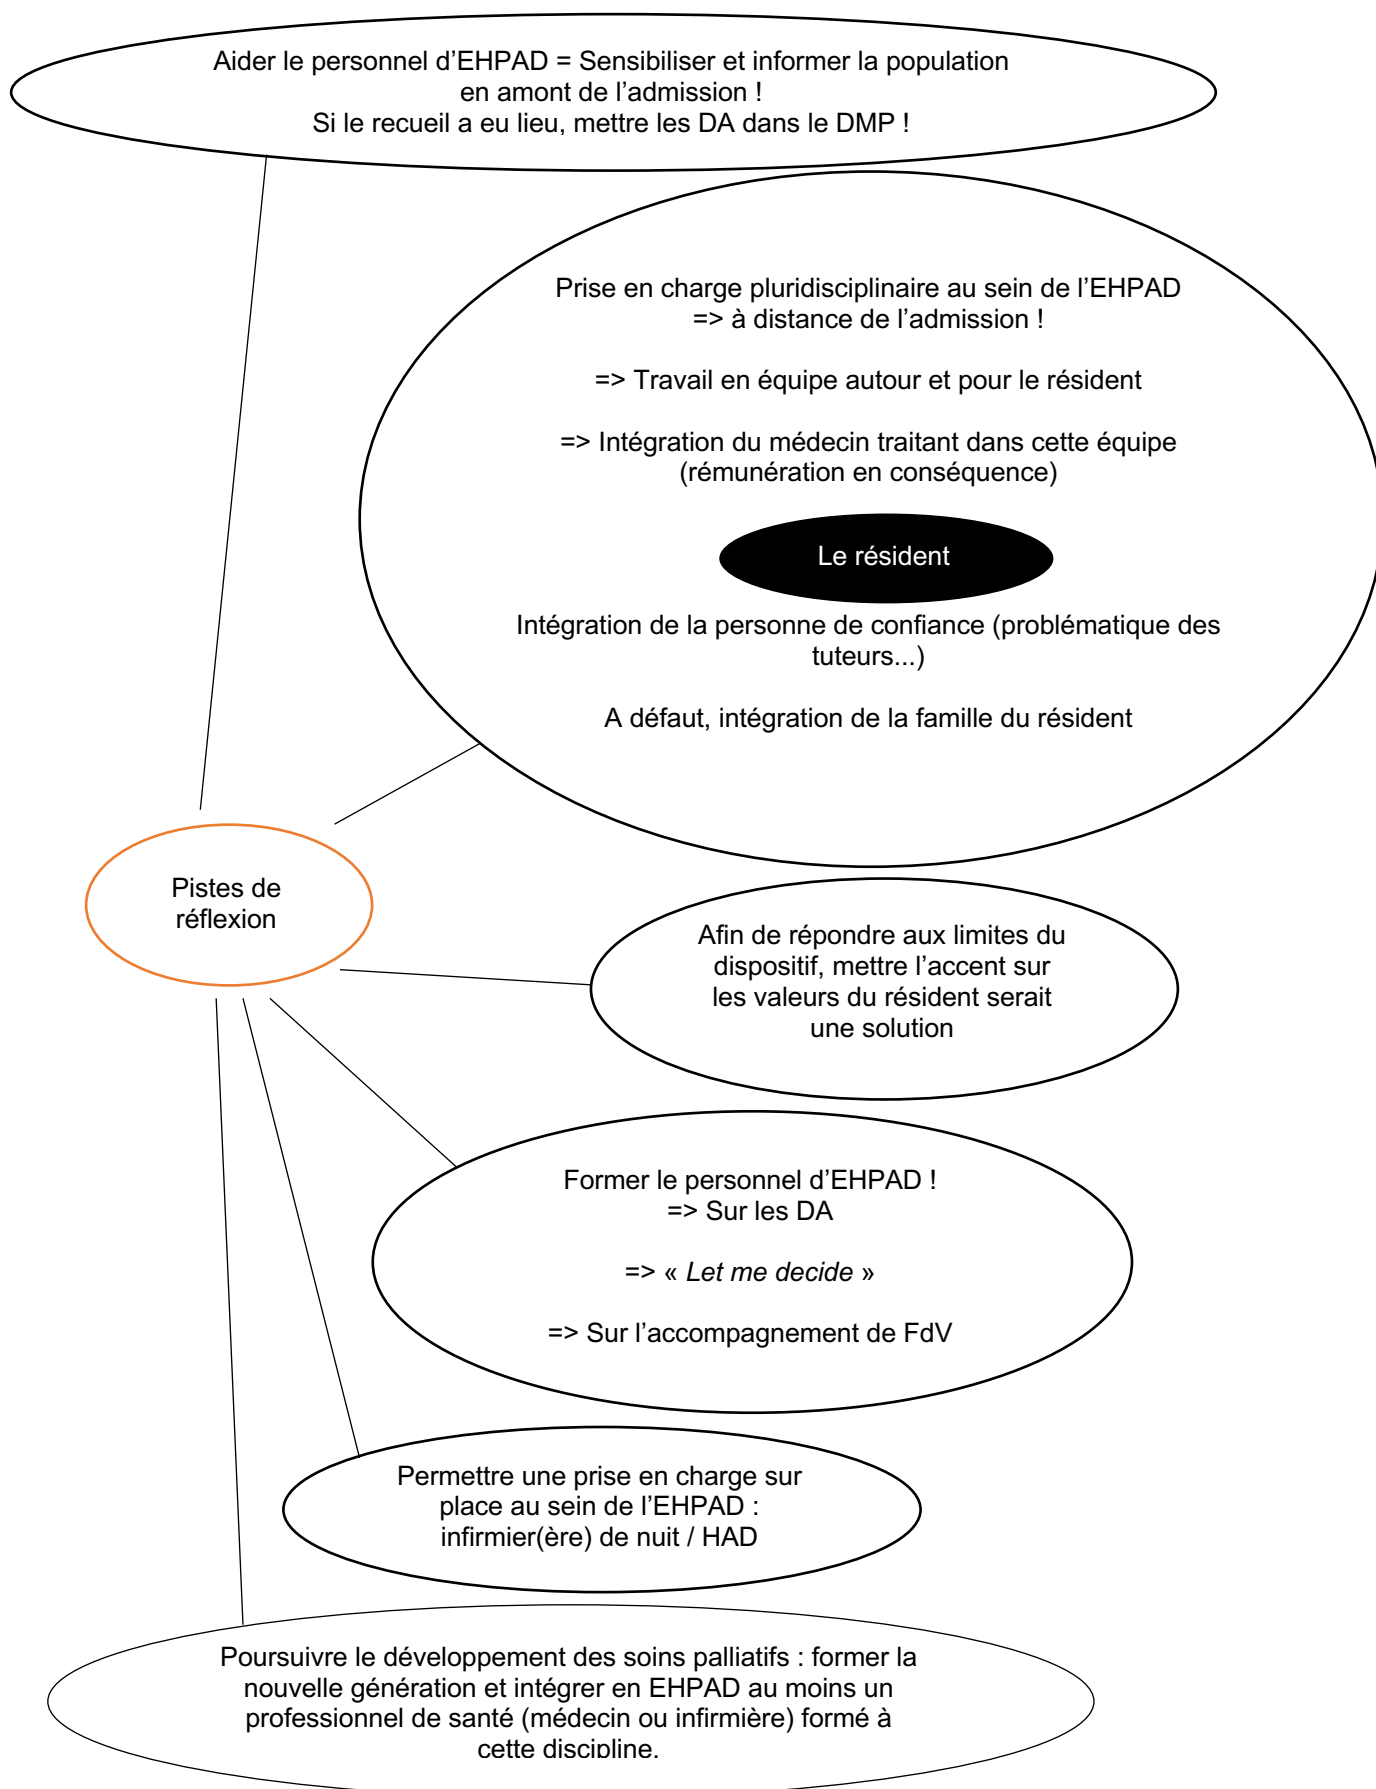 Aider le personnel d’EHPAD = Sensibiliser et informer la population
en amont de l’admission !
Si le recueil a eu lieu, mettre les DA dans le DMP !
Prise en charge pluridisciplinaire au sein de l’EHPAD
=> à distance de l’admission !
=> Travail en équipe autour et pour le résident
=> Intégration du médecin traitant dans cette équipe
(rémunération en conséquence)
Le résident
Intégration de la personne de confiance (problématique des
tuteurs...)
A défaut, intégration de la famille du résident
Pistes de
réflexion
Afin de répondre aux limites du
dispositif, mettre l’accent sur
les valeurs du résident serait
une solution
Former le personnel d’EHPAD !
=> Sur les DA
=> « Let me decide »
=> Sur l’accompagnement de FdV
Permettre une prise en charge sur
place au sein de l’EHPAD :
infirmier(ère) de nuit / HAD
Poursuivre le développement des soins palliatifs : former la
nouvelle génération et intégrer en EHPAD au moins un
professionnel de santé (médecin ou infirmière) formé à
cette discipline.